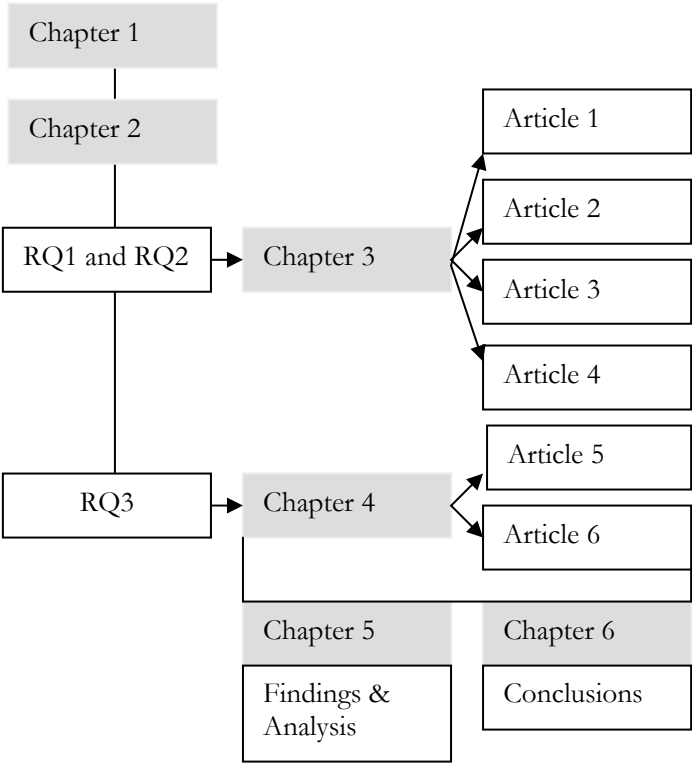 Chapter 1
Chapter 2
Article 1
Article 2
RQ1 and RQ2
Chapter 3
Article 3
Article 4
Article 5
RQ3
Chapter 4
Article 6
Chapter 5
Chapter 6
Findings &
Analysis
Conclusions